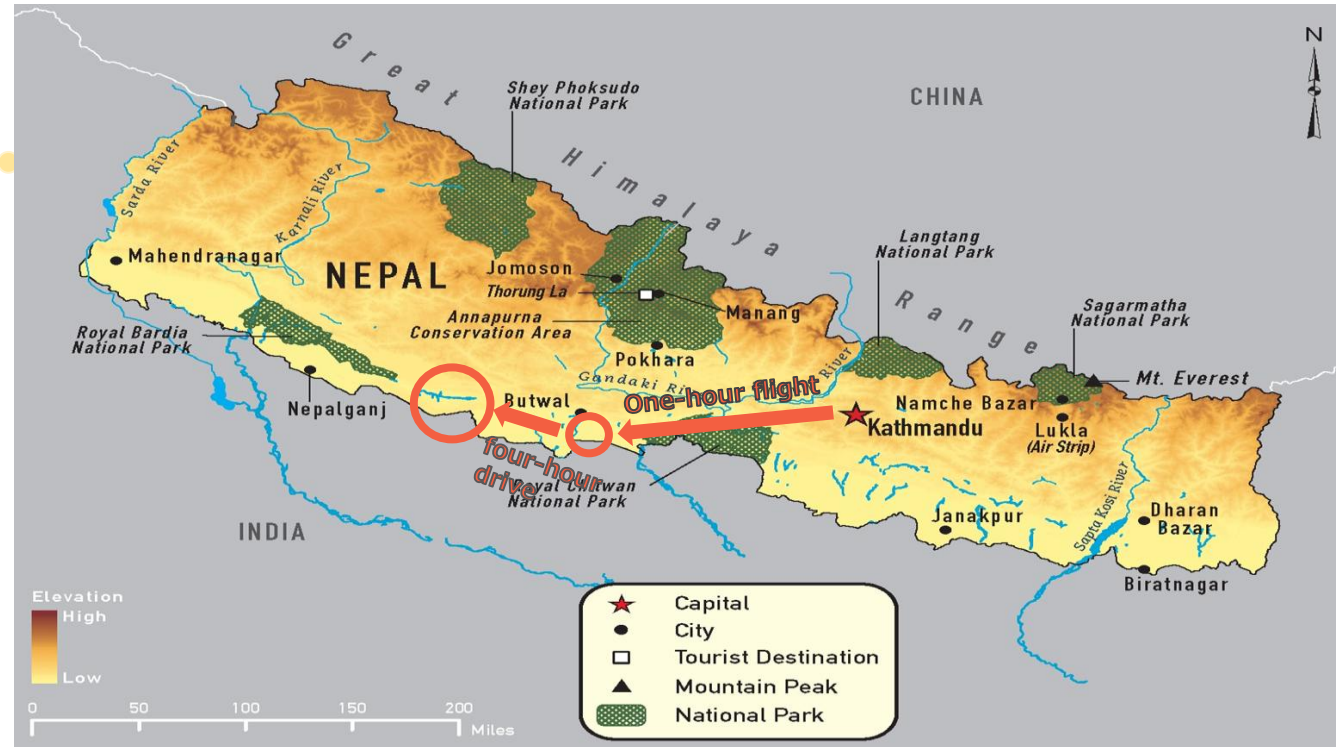 N
CHINA
Great Himalaya Range
Shey Phoksudo
National Park
Sarda River
Karnali River
Mahendranagar
NEPAL
Jomoson
Thorung La
Manang
Annapurna
Conservation Area
Langtang
National Park
Sagarmatha
National Park
Mt. Everest
Royal Bardia
National Park
Pokhara
Gandaki
River
One-hour flight
Nepalganj
Butwal
Namche Bazar
Kathmandu
Lukla
(Air Strip)
four-hour
drive
Royal Chitwan
National Park
Sapta Kosi River
INDIA
Janakpur
Dharan
Bazar
Biratnagar
Elevation
High
Low
0 50 100 150 200
Miles
Capital
City
Tourist Destination
Mountain Peak
National Park